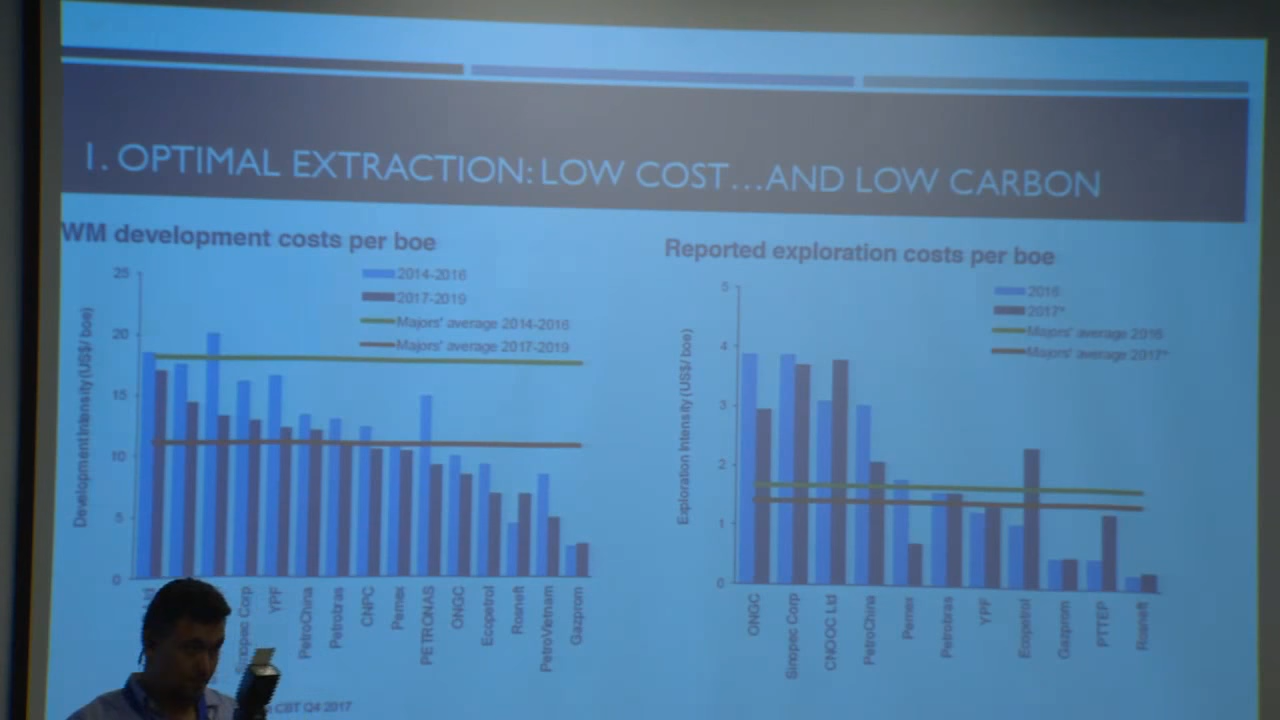 1. OPTIMAL EXTRACTION: LOW COST...AND LOW CARBON
WM development costs per boe
25
20
15
10
5
0
Development Intensity (US$/ boe)
2014-2016
2017-2019
Majors' average 2014-2016
Majors' average 2017-2019
Sinopec Corp
YPF
PetroChina
Petrobras
CNPC
Pemex
PETRONAS
ONGC
Ecopetrol
Rosneft
PetroVietnam
Gazprom
CBT Q4 2017
Reported exploration costs per boe
5
4
3
2
1
0
Exploration Intensity (US$/ boe)
2016
2017*
Majors' average 2016
Majors' average 2017*
ONGC
Sinopec Corp
CNOOC Ltd
PetroChina
Pemex
Petrobras
YPF
Ecopetrol
Gazprom
PTTEP
Rosneft